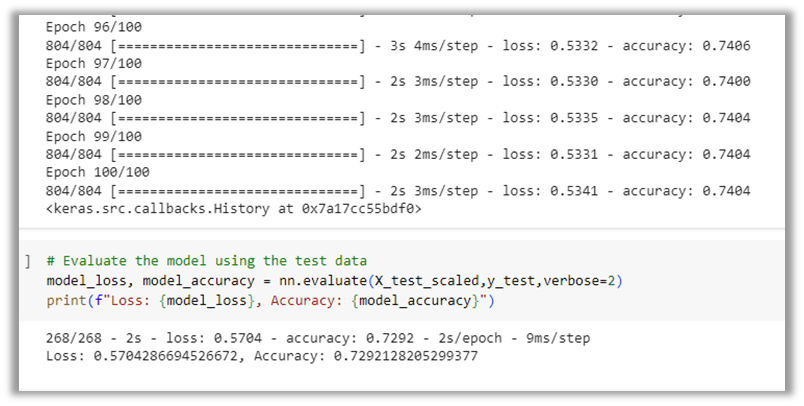 Epoch 96/100
804/804 [==============================] - 3s 4ms/step - loss: 0.5332 - accuracy: 0.7406
Epoch 97/100
804/804 [==============================] - 2s 3ms/step - loss: 0.5330 - accuracy: 0.7400
Epoch 98/100
804/804 [==============================] - 2s 3ms/step - loss: 0.5335 - accuracy: 0.7404
Epoch 99/100
804/804 [==============================] - 2s 2ms/step - loss: 0.5331 - accuracy: 0.7404
Epoch 100/100
804/804 [==============================] - 2s 3ms/step - loss: 0.5341 - accuracy: 0.7404
<keras.src.callbacks.History at 0x7a17cc55bdf0>
] # Evaluate the model using the test data
model_loss, model_accuracy = nn.evaluate(X_test_scaled,y_test,verbose=2)
print(f"Loss: {model_loss}, Accuracy: {model_accuracy}")
268/268 - 2s - loss: 0.5704 - accuracy: 0.7292 - 2s/epoch - 9ms/step
Loss: 0.5704286694526672, Accuracy: 0.7292128205299377